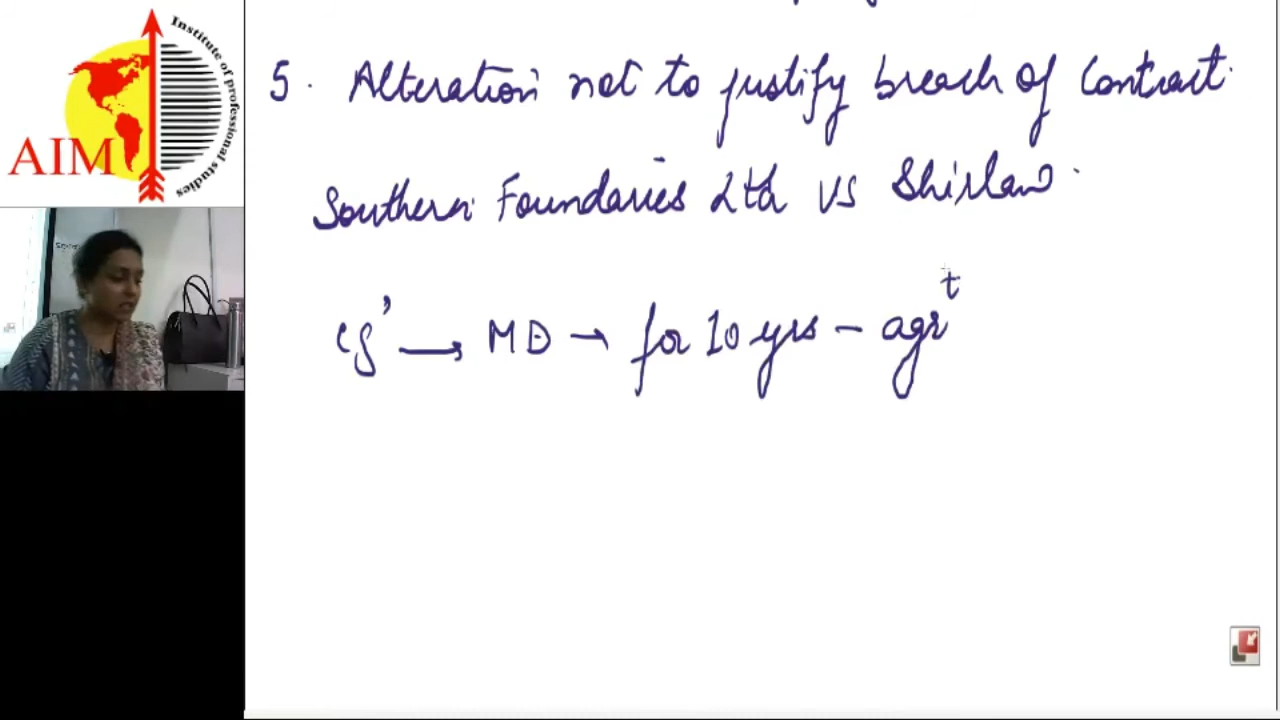 AIM
Institute of professional studies
5. Alteration not to justify breach of Contract.
Southern Foundaries Ltd VS Shirlaw.
'S' → MD → for 10 yrs - agrt